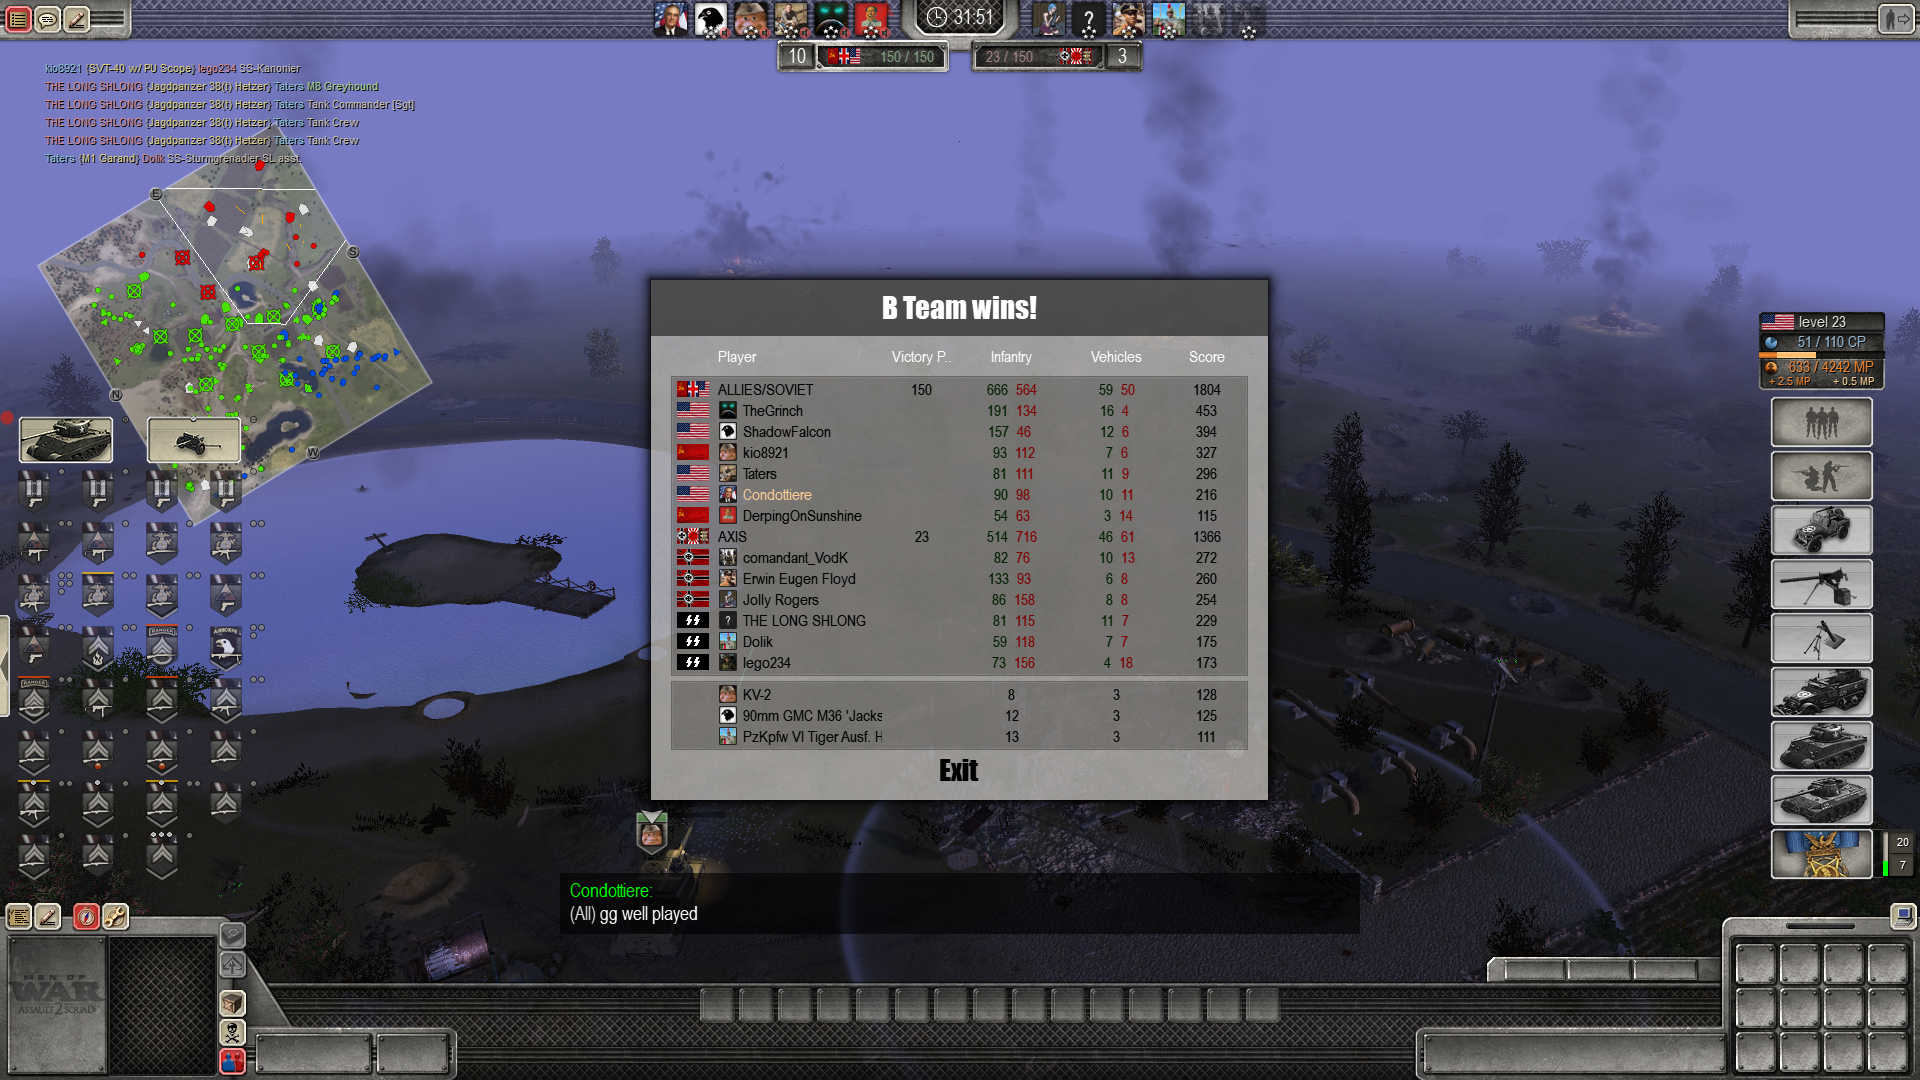 31:51
10 150 / 150 23 / 150 3
kio8921 {SVT-40 w/ PU Scope} lego234 SS-Kanonier
THE LONG SHLONG {Jagdpanzer 38(t) Hetzer} Taters M8 Greyhound
THE LONG SHLONG {Jagdpanzer 38(t) Hetzer} Taters Tank Commander [Sgt]
THE LONG SHLONG {Jagdpanzer 38(t) Hetzer} Taters Tank Crew
THE LONG SHLONG {Jagdpanzer 38(t) Hetzer} Taters Tank Crew
Taters {M1 Garand} Dolik SS-Sturmgrenadier SL asst.
E
S
N
W
B Team wins!
Player Victory P.. Infantry Vehicles Score
ALLIES/SOVIET 150 666 564 59 50 1804
TheGrinch 191 134 16 4 453
ShadowFalcon 157 46 12 6 394
kio8921 93 112 7 6 327
Taters 81 111 11 9 296
Condottiere 90 98 10 11 216
DerpingOnSunshine 54 63 3 14 115
AXIS 23 514 716 46 61 1366
comandant_VodK 82 76 10 13 272
Erwin Eugen Floyd 133 93 6 8 260
Jolly Rogers 86 158 8 8 254
? THE LONG SHLONG 81 115 11 7 229
Dolik 59 118 7 7 175
lego234 73 156 4 18 173
KV-2 8 3 128
90mm GMC M36 'Jacks 12 3 125
PzKpfw VI Tiger Ausf. H 13 3 111
Exit
level 23
51 / 110 CP
633 / 4242 MP
+ 2.5 MP + 0.5 MP
20
7
RANGER
AIRBORNE
RANGER
Condottiere:
(All) gg well played
MEN OF
WAR
ASSAULT 2 SQUAD